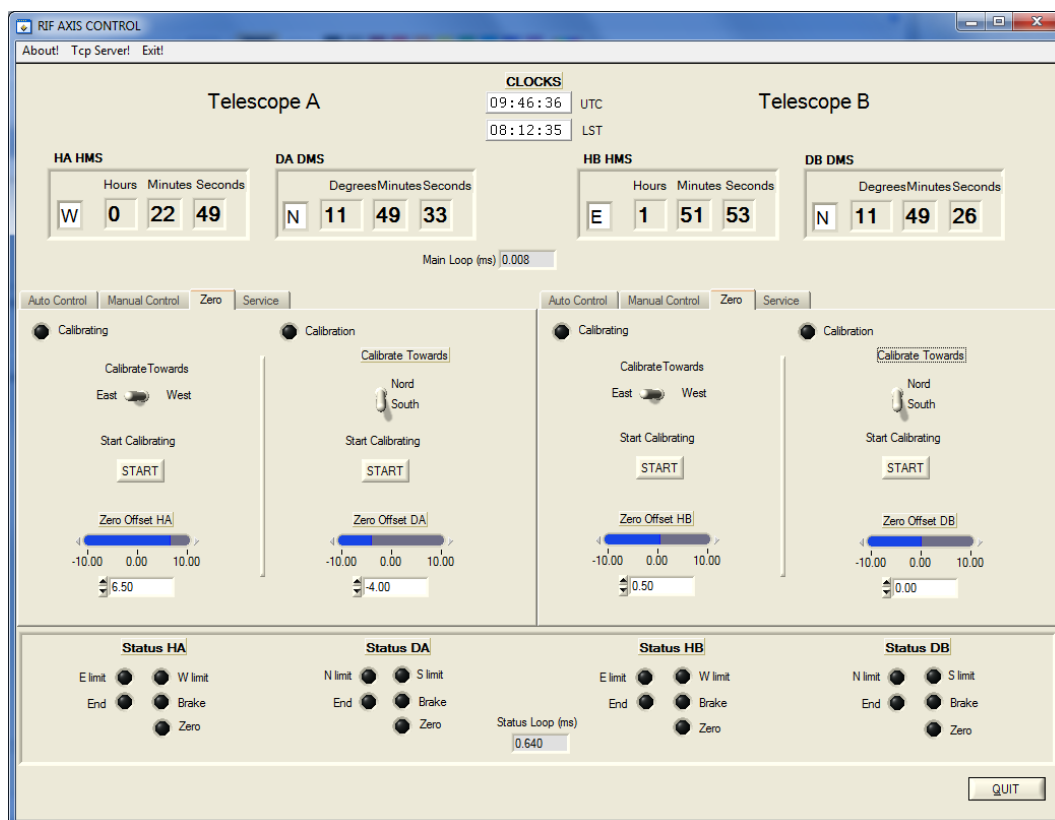 RIF AXIS CONTROL
About! Tcp Server! Exit!
CLOCKS
Telescope A 09:46:36 UTC Telescope B
08:12:35 LST
HA HMS DA DMS HB HMS DB DMS
Hours Minutes Seconds Degrees Minutes Seconds Hours Minutes Seconds Degrees Minutes Seconds
W 0 22 49 N 11 49 33 E 1 51 53 N 11 49 26
Main Loop (ms) 0.008
Auto Control Manual Control Zero Service Auto Control Manual Control Zero Service
Calibrating Calibration Calibrating Calibration
Calibrate Towards Calibrate Towards Calibrate Towards Calibrate Towards
East West Nord East West Nord
South South
Start Calibrating Start Calibrating Start Calibrating Start Calibrating
START START START START
Zero Offset HA Zero Offset DA Zero Offset HB Zero Offset DB
-10.00 0.00 10.00 -10.00 0.00 10.00 -10.00 0.00 10.00 -10.00 0.00 10.00
6.50 -4.00 0.50 0.00
Status HA Status DA Status HB Status DB
E limit W limit N limit S limit E limit W limit N limit S limit
End Brake End Brake End Brake End Brake
Zero Zero Status Loop (ms) Zero Zero
0.640
QUIT